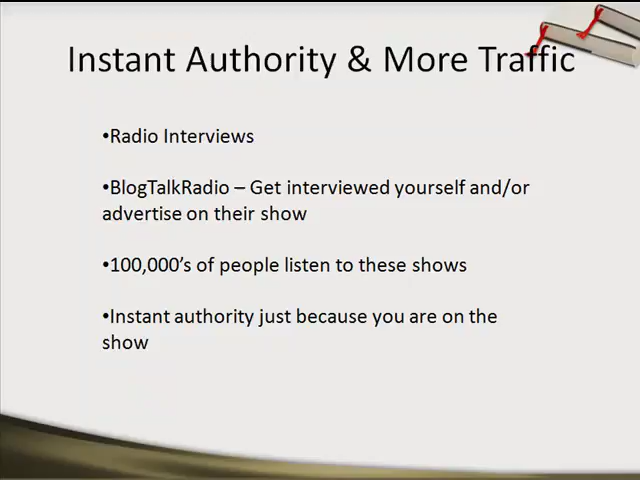 Instant Authority & More Traffic
•Radio Interviews
•BlogTalkRadio – Get interviewed yourself and/or
advertise on their show
•100,000’s of people listen to these shows
•Instant authority just because you are on the
show